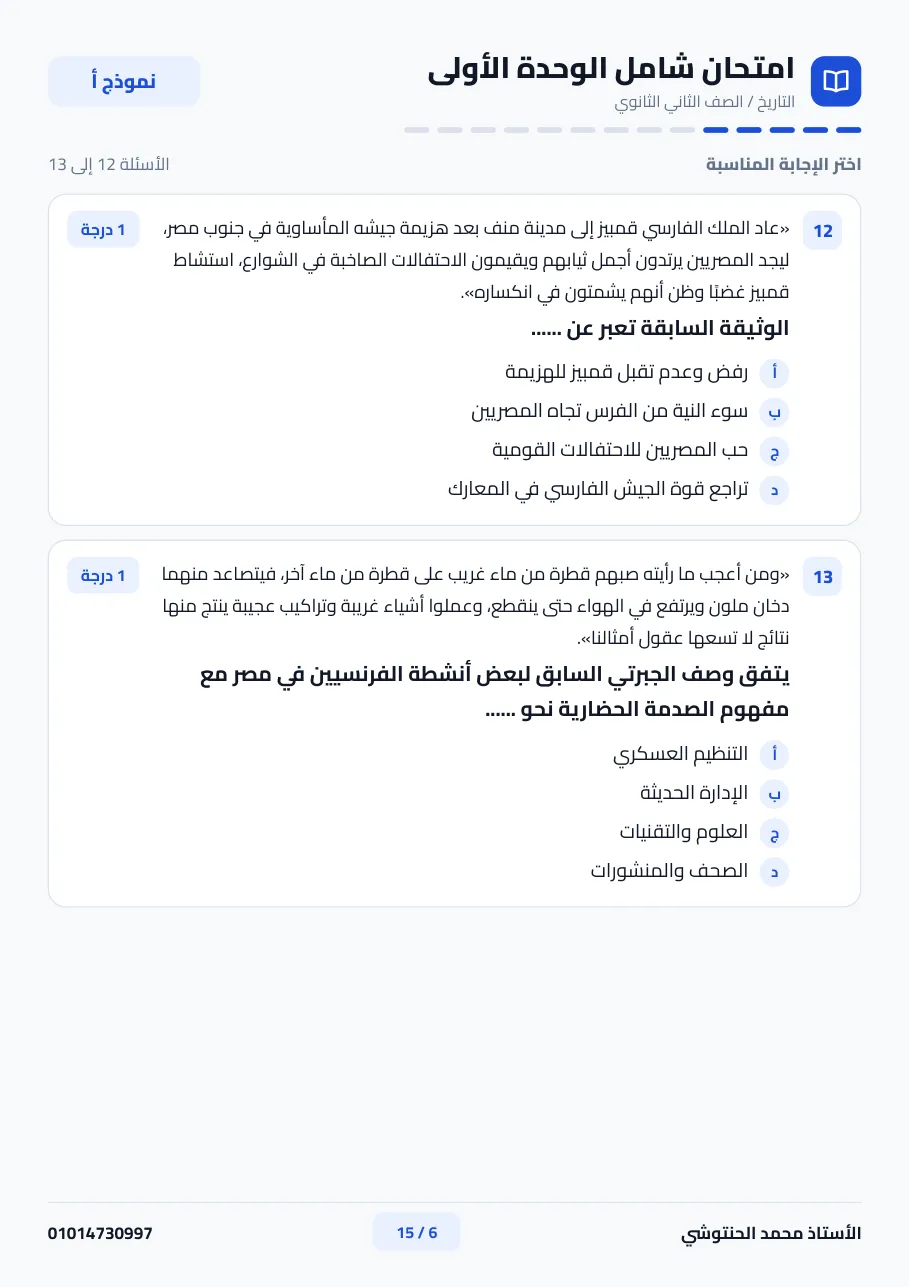 امتحان شامل الوحدة الأولى
نموذج أ
التاريخ / الصف الثاني الثانوي
اختر الإجابة المناسبة
الأسئلة 12 إلى 13
12
1 درجة
«عاد الملك الفارسي قمبيز إلى مدينة منف بعد هزيمة جيشه المأساوية في جنوب مصر،
ليجد المصريين يرتدون أجمل ثيابهم ويقيمون الاحتفالات الصاخبة في الشوارع، استشاط
قمبيز غضبًا وظن أنهم يشمتون في انكساره».
الوثيقة السابقة تعبر عن ......
أ رفض وعدم تقبل قمبيز للهزيمة
ب سوء النية من الفرس تجاه المصريين
ج حب المصريين للاحتفالات القومية
د تراجع قوة الجيش الفارسي في المعارك
13
1 درجة
«ومن أعجب ما رأيته صبهم قطرة من ماء غريب على قطرة من ماء آخر، فيتصاعد منهما
دخان ملون ويرتفع في الهواء حتى ينقطع، وعملوا أشياء غريبة وتراكيب عجيبة ينتج منها
نتائج لا تسعها عقول أمثالنا».
يتفق وصف الجبرتي السابق لبعض أنشطة الفرنسيين في مصر مع
مفهوم الصدمة الحضارية نحو ......
أ التنظيم العسكري
ب الإدارة الحديثة
ج العلوم والتقنيات
د الصحف والمنشورات
الأستاذ محمد الحنتوشي
15 / 6
01014730997